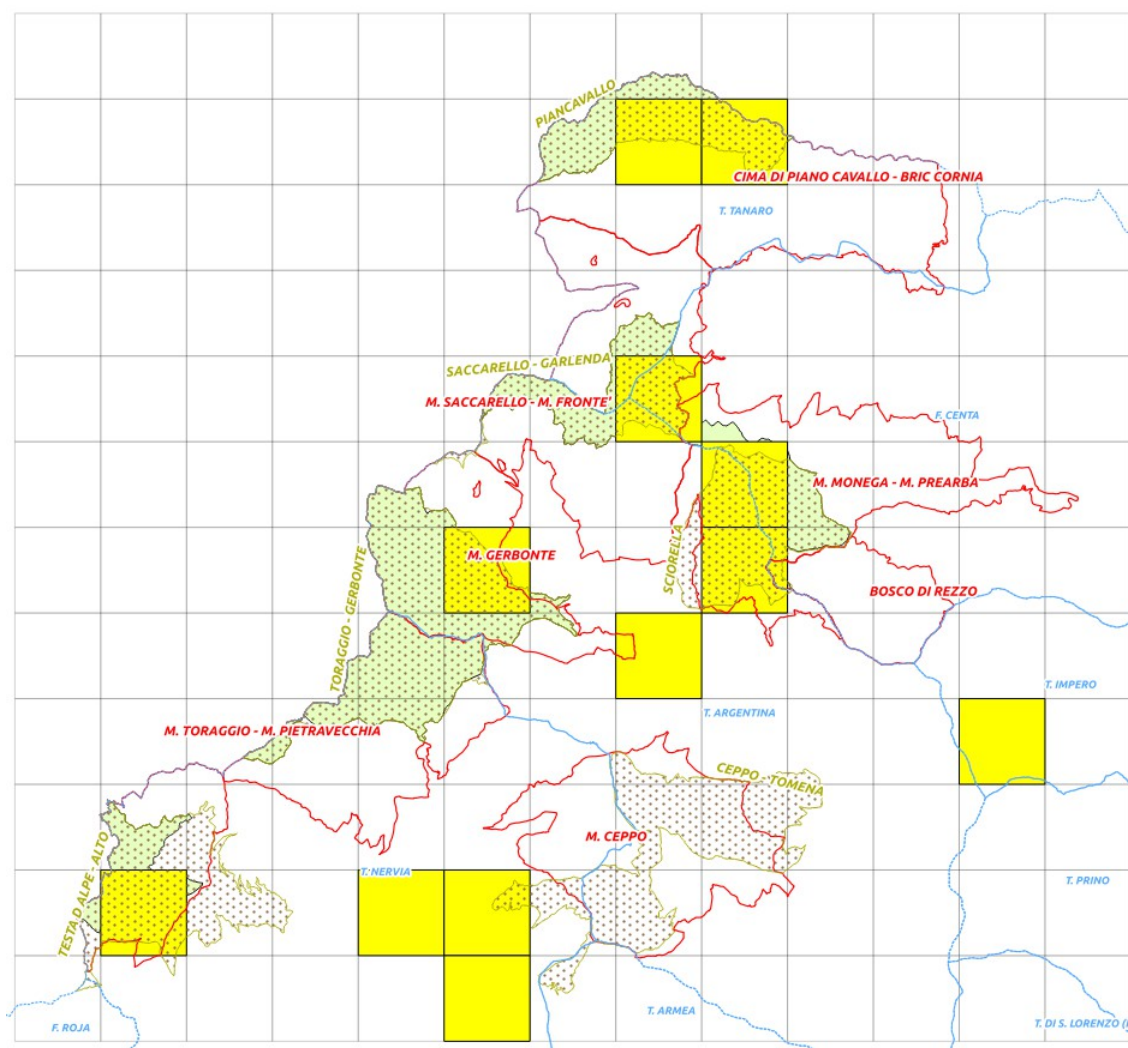 PIANCAVALLO
CIMA DI PIANO CAVALLO - BRIC CORNIA
T. TANARO
SACCARELLO - GARLENDA
M. SACCARELLO - M. FRONTE'
F. CENTA
M. MONEGA - M. PREARBA
SCIORELLA
M. GERBONTE
TORAGGIO - GERBONTE
BOSCO DI REZZO
T. IMPERO
T. ARGENTINA
M. TORAGGIO - M. PIETRAVECCHIA
CEPPO - TOMENA
M. CEPPO
TESTA D ALPE - ALTO
T. NERVIA
T. PRINO
F. ROJA
T. ARMEA
T. DI S. LORENZO (I